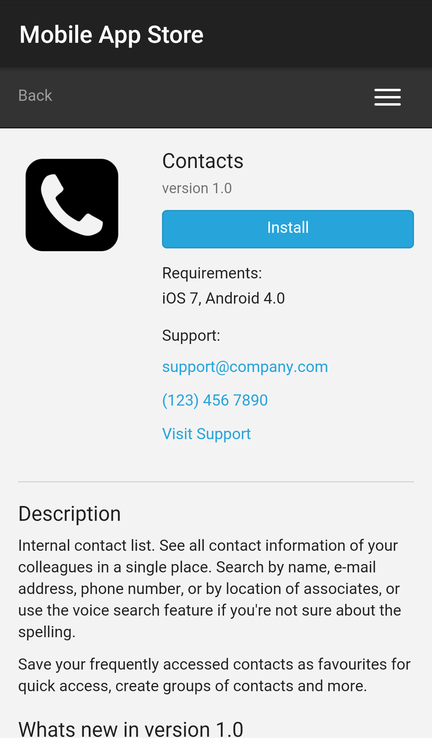 Mobile App Store
Back
Contacts
version 1.0
Install
Requirements:
iOS 7, Android 4.0
Support:
support@company.com
(123) 456 7890
Visit Support
Description
Internal contact list. See all contact information of your
colleagues in a single place. Search by name, e-mail
address, phone number, or by location of associates, or
use the voice search feature if you're not sure about the
spelling.
Save your frequently accessed contacts as favourites for
quick access, create groups of contacts and more.
Whats new in version 1.0